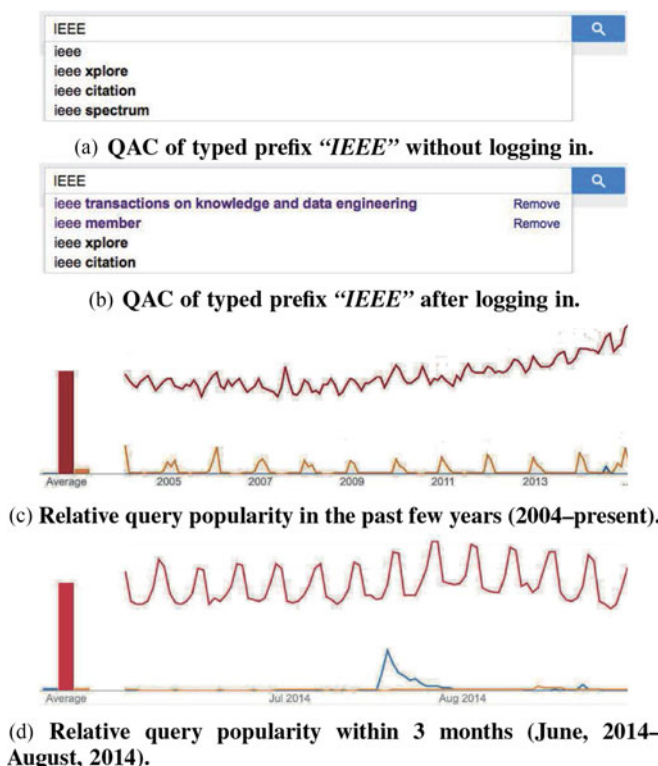 IEEE
ieee
ieee xplore
ieee citation
ieee spectrum
(a) QAC of typed prefix “IEEE” without logging in.
IEEE
ieee transactions on knowledge and data engineering Remove
ieee member Remove
ieee xplore
ieee citation
(b) QAC of typed prefix “IEEE” after logging in.
Average 2005 2007 2009 2011 2013 ...
(c) Relative query popularity in the past few years (2004–present).
Average Jul 2014 Aug 2014
(d) Relative query popularity within 3 months (June, 2014–
August, 2014).